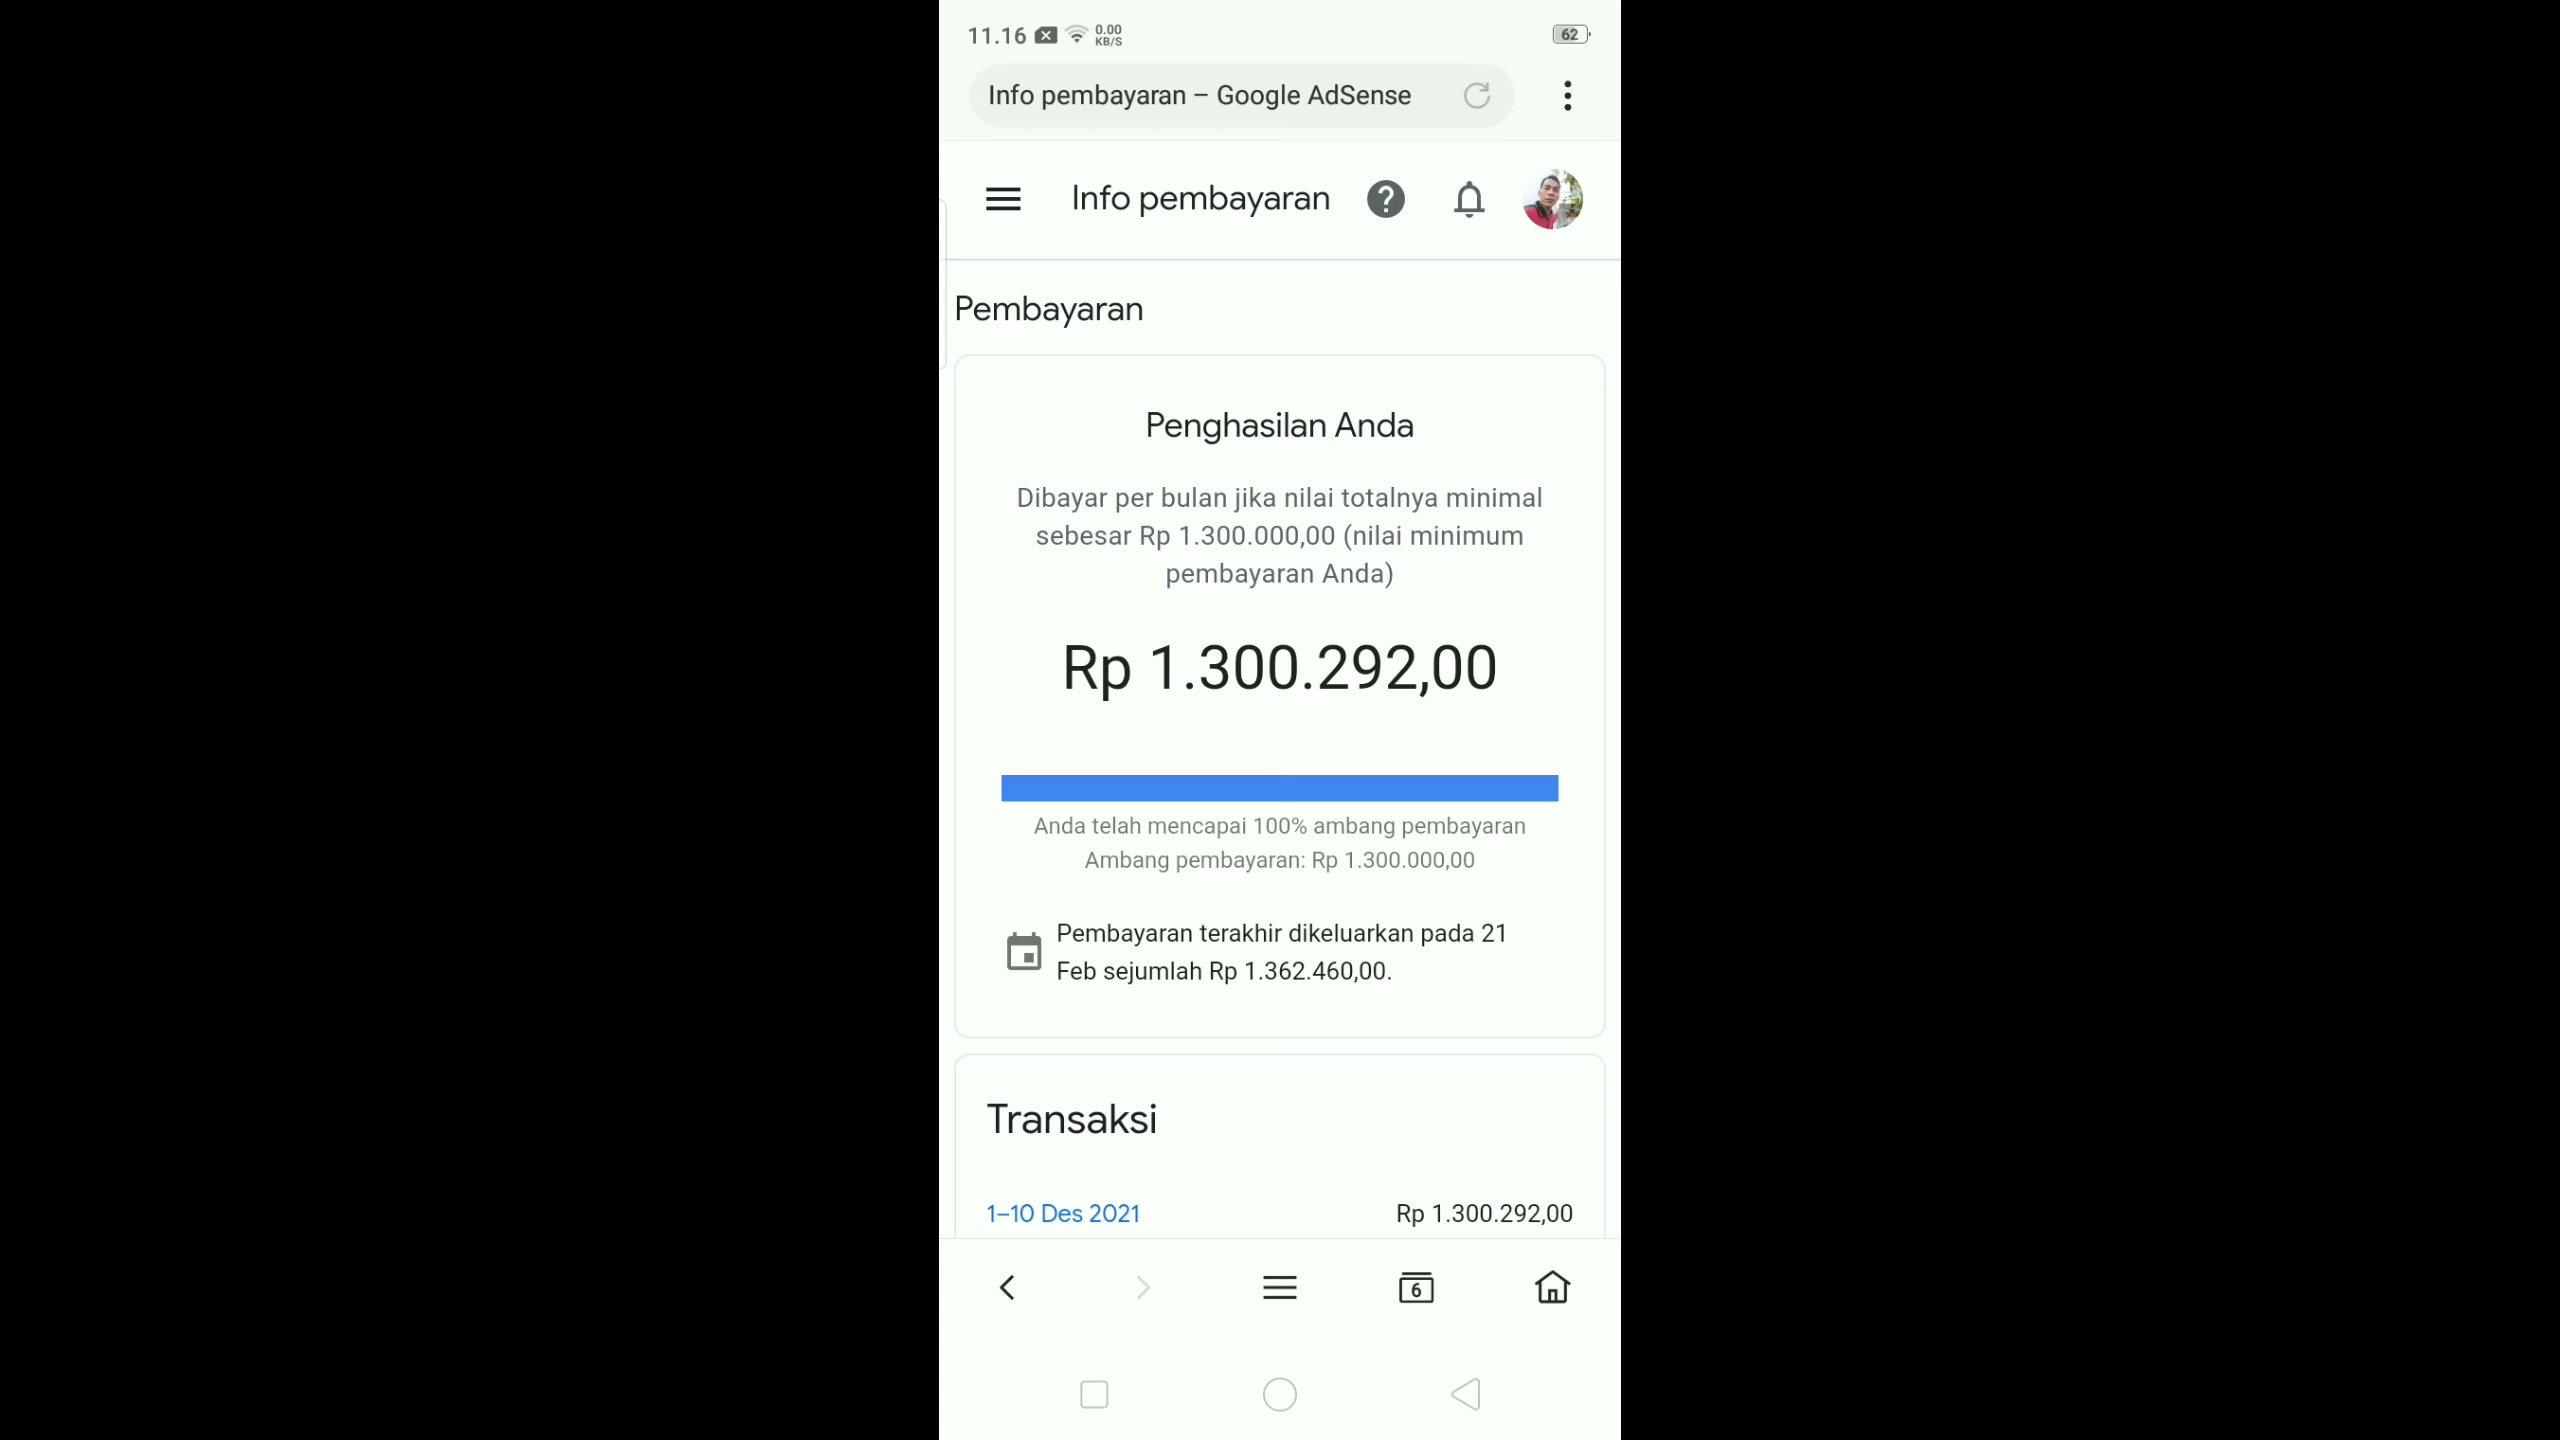 11.16 0.00 KB/S 62
Info pembayaran – Google AdSense
Info pembayaran
Pembayaran
Penghasilan Anda
Dibayar per bulan jika nilai totalnya minimal
sebesar Rp 1.300.000,00 (nilai minimum
pembayaran Anda)
Rp 1.300.292,00
Anda telah mencapai 100% ambang pembayaran
Ambang pembayaran: Rp 1.300.000,00
Pembayaran terakhir dikeluarkan pada 21
Feb sejumlah Rp 1.362.460,00.
Transaksi
1–10 Des 2021 Rp 1.300.292,00
6